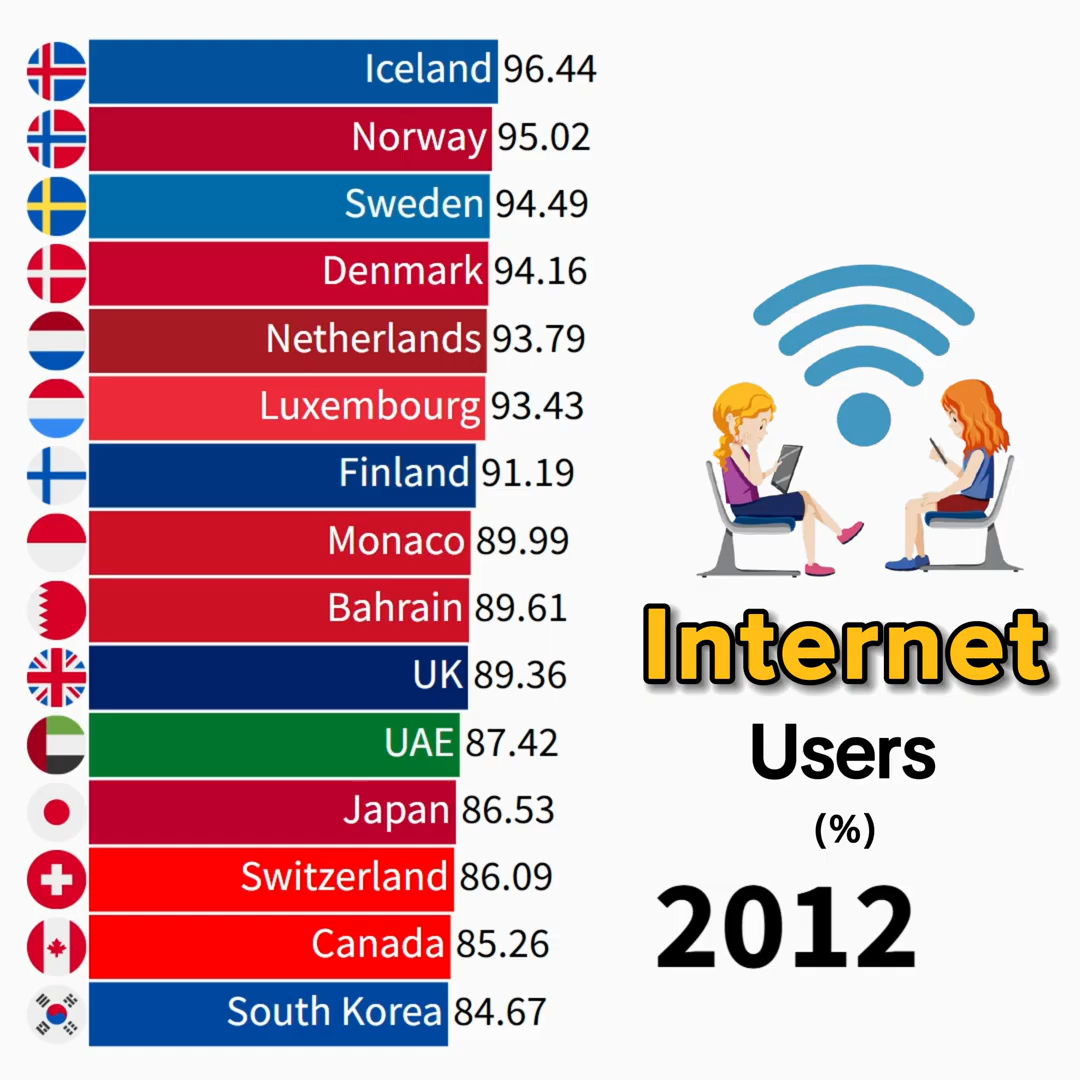 Iceland 96.44
Norway 95.02
Sweden 94.49
Denmark 94.16
Netherlands 93.79
Luxembourg 93.43
Finland 91.19
Monaco 89.99
Bahrain 89.61
UK 89.36
UAE 87.42
Japan 86.53
Switzerland 86.09
Canada 85.26
South Korea 84.67
Internet
Users
(%)
2012